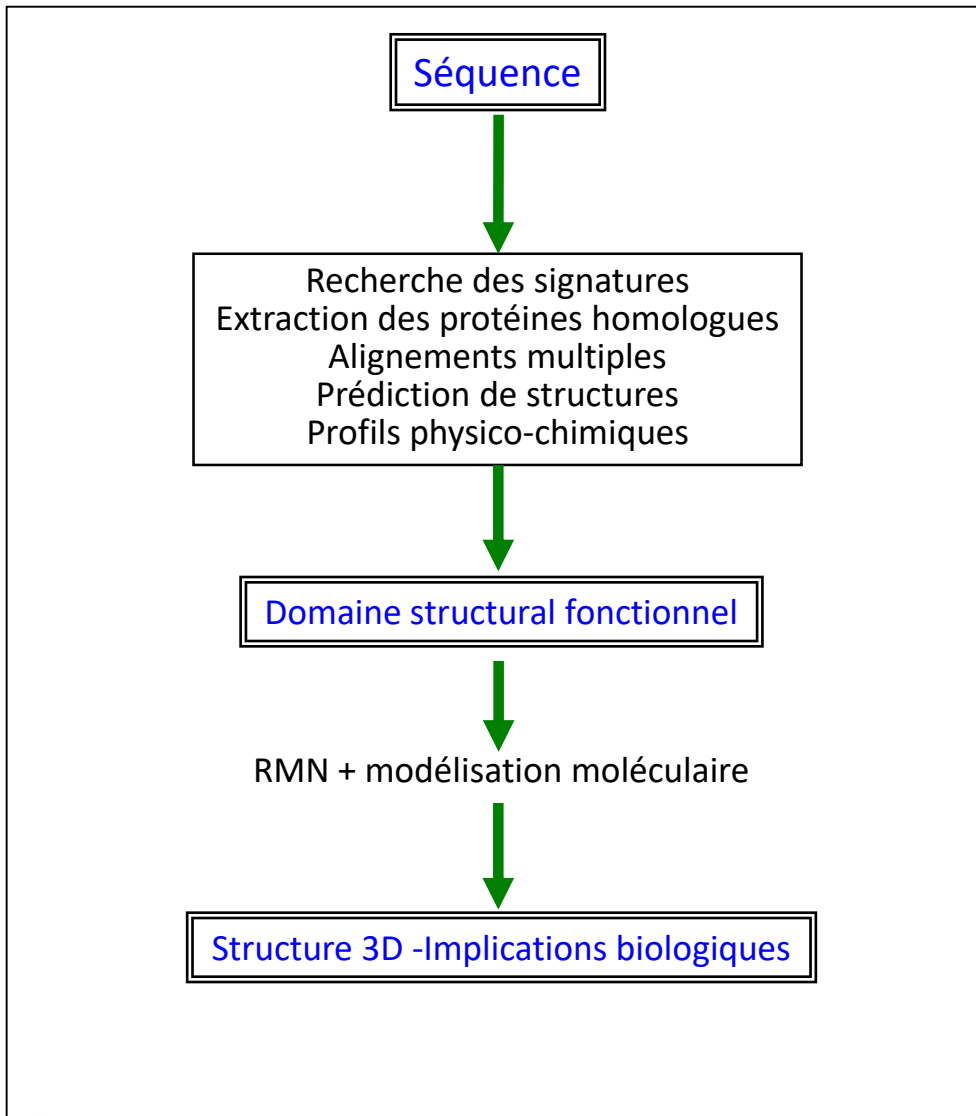 Séquence
Recherche des signatures
Extraction des protéines homologues
Alignements multiples
Prédiction de structures
Profils physico-chimiques
Domaine structural fonctionnel
RMN + modélisation moléculaire
Structure 3D -Implications biologiques